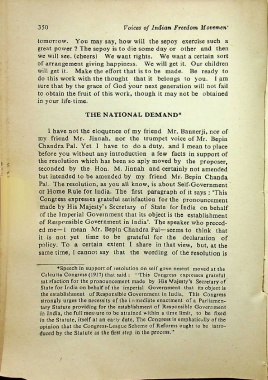 350 Voices of Indian Freedom Movement
tomorrow. You may, say, how will the sepoy exercise such a
great power? The sepoy is to die some day or other and then
we will see. (cheers) We want rights. We want a certain sort
of arrangement giving happiness. We will get it. Our children
will get it. Make the effort that is to be made. Be ready to
do this work with the thought that it belongs to you. I am
sure that by the grace of God your next generation will not fail
to obtain the fruit of this work, though it may not be obtained
in your life-time.
THE NATIONAL DEMAND*
I have not the eloquence of my friend Mr. Bannerji, nor of
my friend Mr. Jinnah, nor the trumpet voice of Mr. Bepin
Chandra Pal. Yet I have to do a duty, and I mean to place
before you without any introduction a few facts in support of
the resolution which has been so aply moved by the proposer,
seconded by the Hon. Mr. Jinnah and certainly not amended
but intended to be amended by my friend Mr. Bepin Chanda
Pal. The resolution, as you all know, is about Self-Government
or Home Rule for India. The first paragraph of it says: "This
Congress expresses grateful satisfaction for the pronouncement
made by His Majesty's Secretary of State for India on behalf
of the Imperial Government that its object is the establishment
of Responsible Government in India'. The speaker who preced-
ed me—I mean Mr. Bepin Chandra Pal—seems to think that
it is not yet time to be grateful for the declaration of
policy. To a certain extent I share in that view, but, at the
same time, I cannot say that the wording of the resolution is
*Speech in support of resolution on self government moved at the
Calcutta Congress (1917) that said: "This Congress expresses grateful
satisfaction for the pronouncement made by His Majesty's Secretary of
State for India on behalf of the imperial Government that its object is
the establishment of Responsible Government in India. This Congress
strongly urges the necessity of the immediate enactment of a Parliamen-
tary Statute providing for the establishment of Responsible Government
in India, the full measure to be attained within a time limit, to be fixed
in the Statute, itself at an early date. The Congress is emphatically of the
opinion that the Congress-League Scheme of Reforms ought to be intro-
duced by the Statute as the first step in the process."